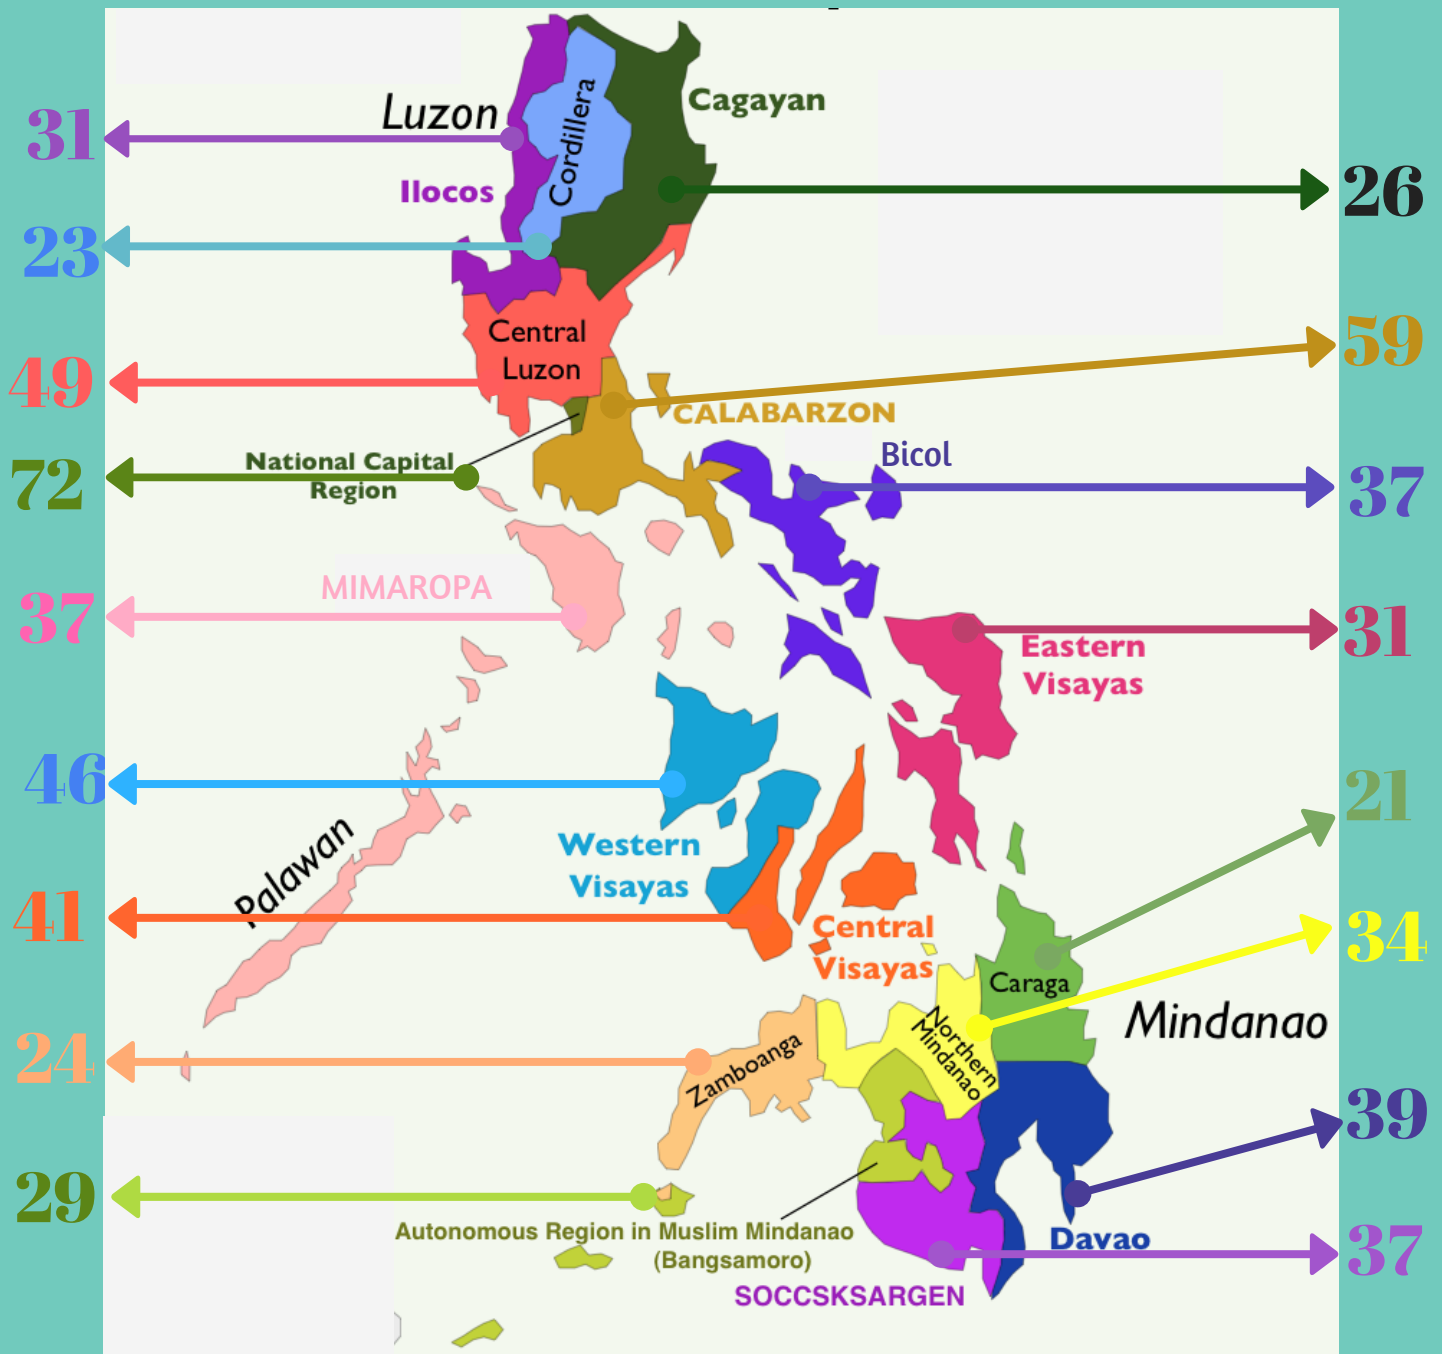 Luzon
Cordillera
Cagayan
31
Ilocos
26
23
Central
Luzon
59
49
CALABARZON
National Capital
Region
72
Bicol
37
MIMAROPA
37
31
Eastern
Visayas
46
21
Western
Visayas
Palawan
41
Central
Visayas
34
Caraga
Mindanao
Northern
Mindanao
24
Zamboanga
39
29
Autonomous Region in Muslim Mindanao
(Bangsamoro)
Davao
37
SOCCSKSARGEN